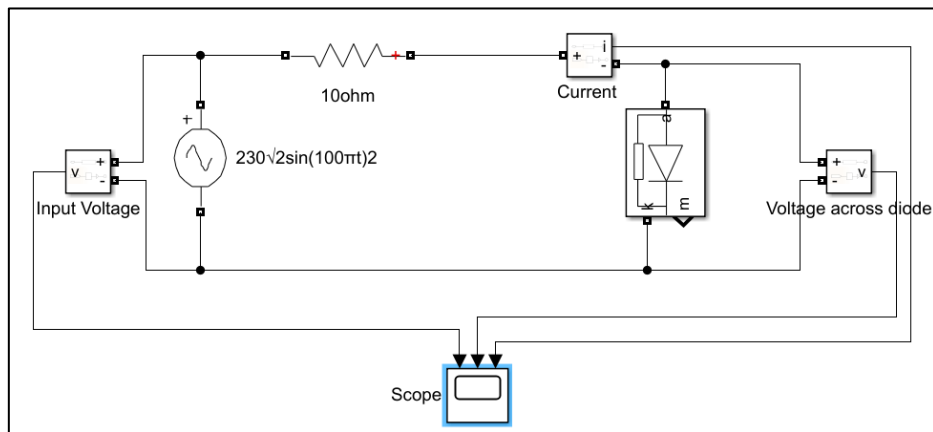 i
+
-
Current
+
10ohm
+
230√2sin(100πt)2
v
+
-
Input Voltage
a
k
m
+
-
v
Voltage across diode
Scope